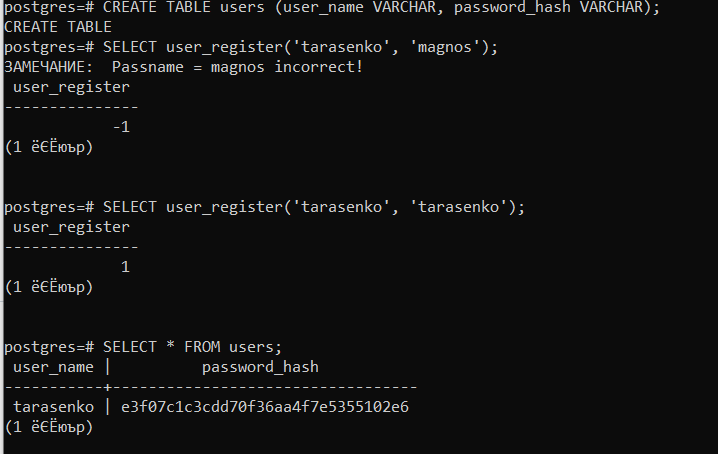 postgres=# CREATE TABLE users (user_name VARCHAR, password_hash VARCHAR);
CREATE TABLE
postgres=# SELECT user_register('tarasenko', 'magnos');
ЗАМЕЧАНИЕ:  Passname = magnos incorrect!
 user_register
---------------
            -1
(1 ёЄЁюър)
postgres=# SELECT user_register('tarasenko', 'tarasenko');
 user_register
---------------
             1
(1 ёЄЁюър)
postgres=# SELECT * FROM users;
 user_name |          password_hash
-----------+----------------------------------
 tarasenko | e3f07c1c3cdd70f36aa4f7e5355102e6
(1 ёЄЁюър)